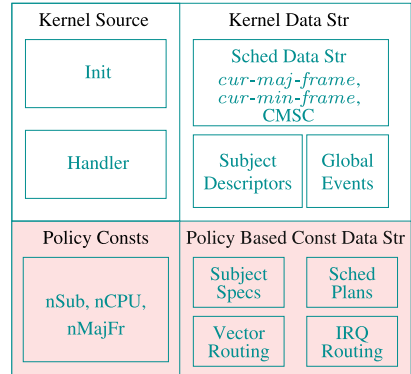 Kernel Source
Init
Handler
Kernel Data Str
Sched Data Str
cur-maj-frame,
cur-min-frame,
CMSC
Subject
Descriptors
Global
Events
Policy Consts
nSub, nCPU,
nMajFr
Policy Based Const Data Str
Subject
Specs
Sched
Plans
Vector
Routing
IRQ
Routing